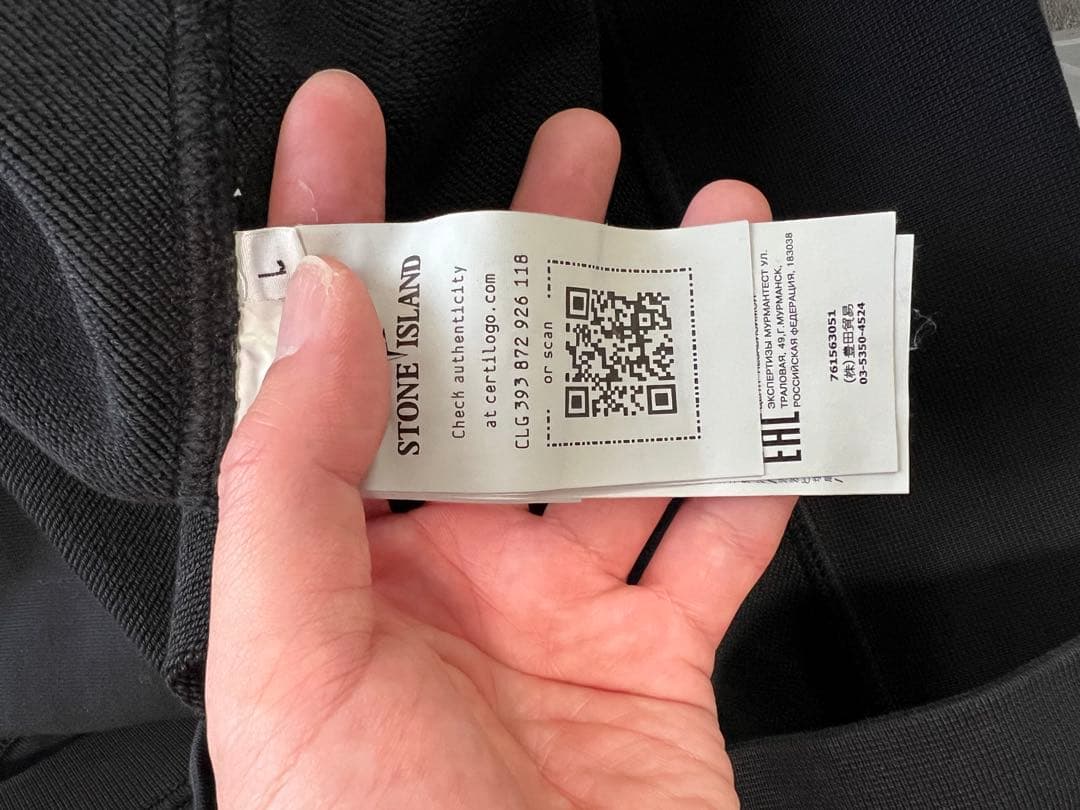 L
STONE ISLAND
Check authenticity
at certilogo.com
CLG 393 872 926 118
or scan
ЭКСПЕРТИЗЫ МУРМАНТЕСТ УЛ.
ТРАЛОВАЯ, 49,Г.МУРМАНСК,
РОССИЙСКАЯ ФЕДЕРАЦИЯ, 183038
EAC
761563051
(株) 豊田貿易
03-5350-4524